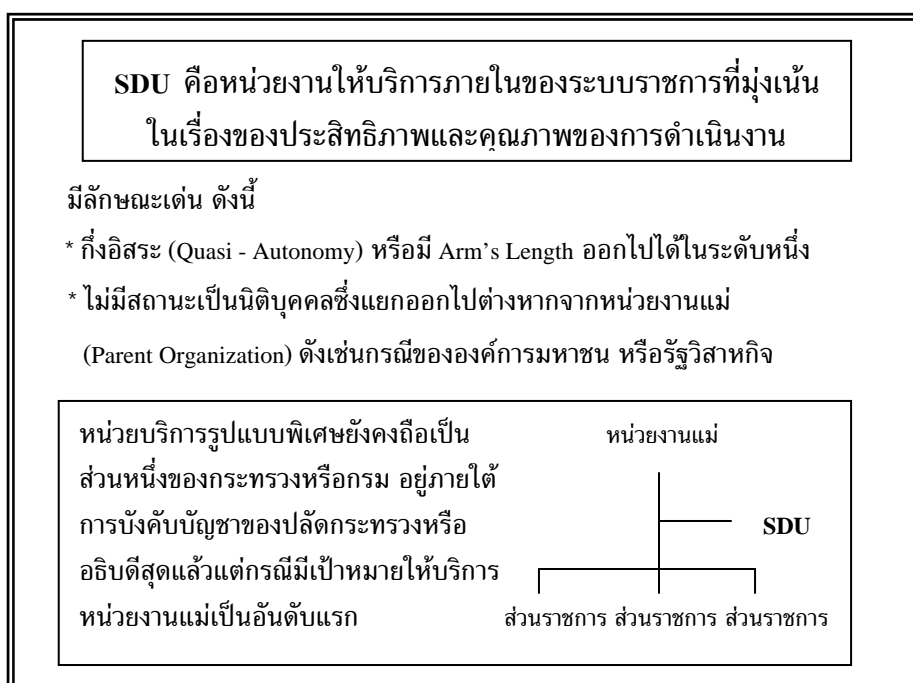 SDU คือหน่วยงานให้บริการภายในของระบบราชการที่มุ่งเน้น
ในเรื่องของประสิทธิภาพและคุณภาพของการดำเนินงาน
มีลักษณะเด่น ดังนี้
* กึ่งอิสระ (Quasi - Autonomy) หรือมี Arm's Length ออกไปได้ในระดับหนึ่ง
* ไม่มีสถานะเป็นนิติบุคคลซึ่งแยกออกไปต่างหากจากหน่วยงานแม่
(Parent Organization) ดังเช่นกรณีขององค์การมหาชน หรือรัฐวิสาหกิจ
หน่วยบริการรูปแบบพิเศษยังคงถือเป็น
ส่วนหนึ่งของกระทรวงหรือกรม อยู่ภายใต้
การบังคับบัญชาของปลัดกระทรวงหรือ
อธิบดีสุดแล้วแต่กรณีมีเป้าหมายให้บริการ
หน่วยงานแม่เป็นอันดับแรก
หน่วยงานแม่
SDU
ส่วนราชการ ส่วนราชการ ส่วนราชการ